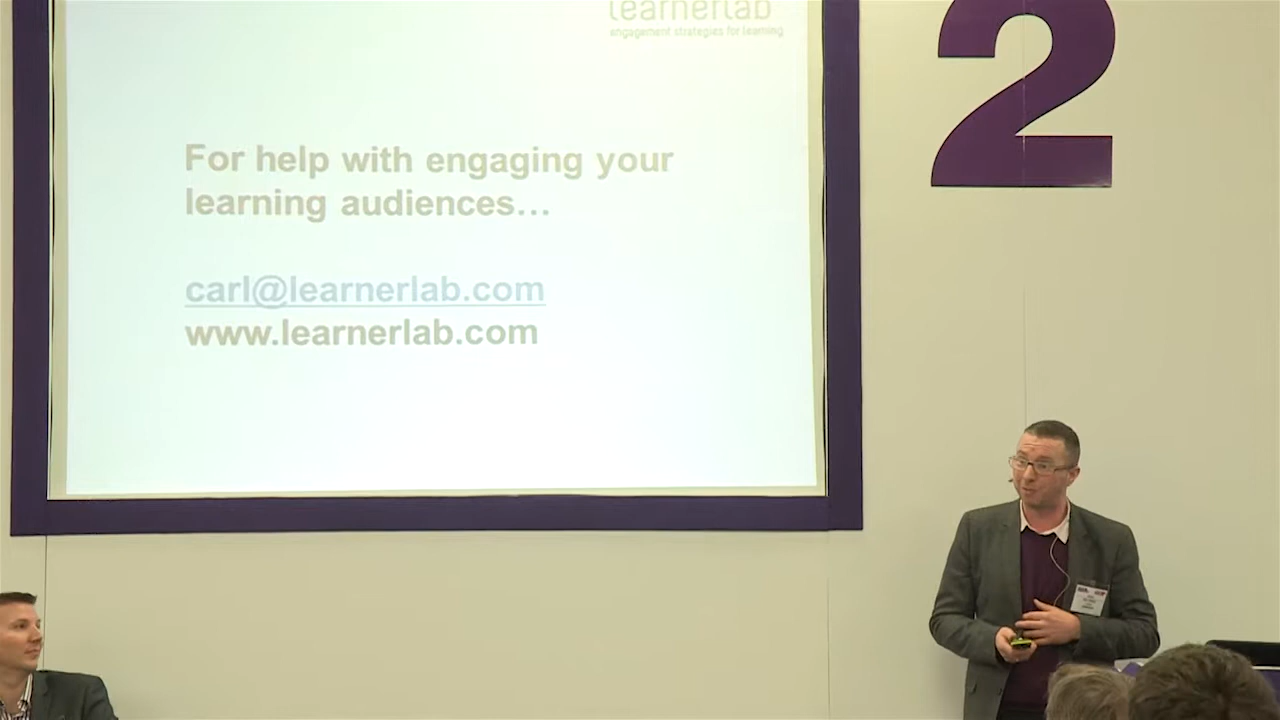 learnerlab
engagement strategies for learning
2
For help with engaging your
learning audiences...
carl@learnerlab.com
www.learnerlab.com